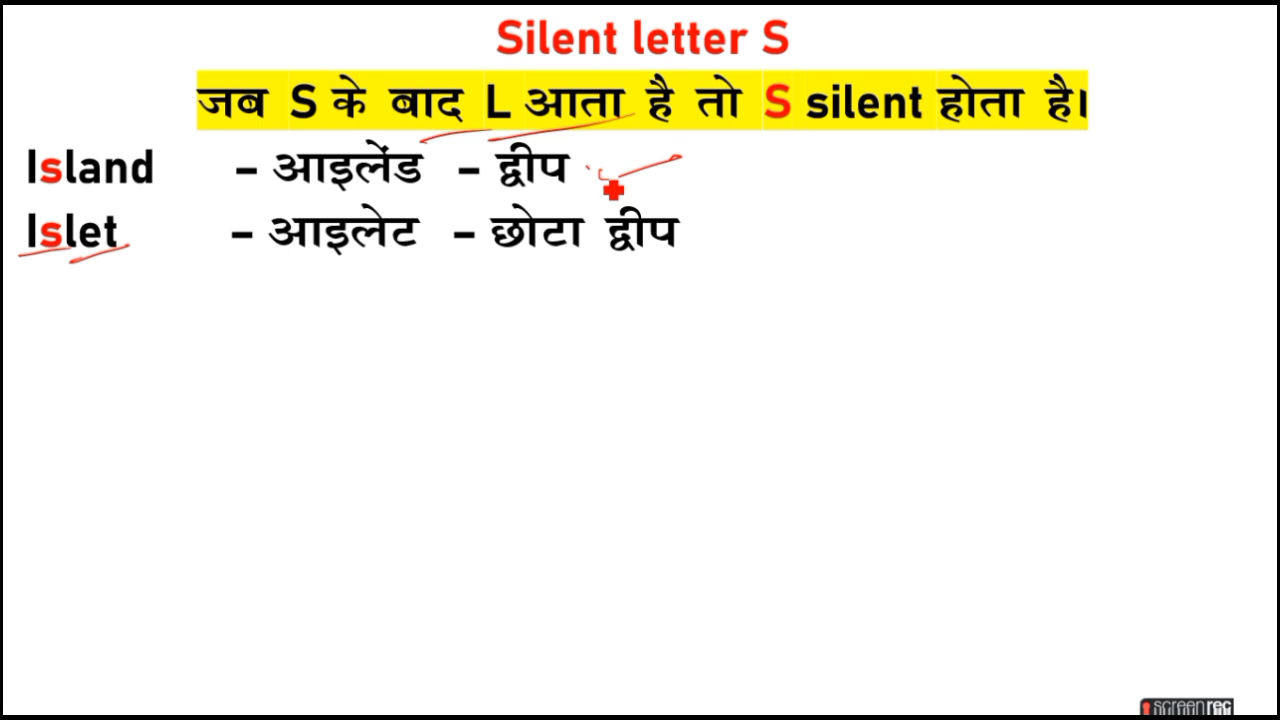 Silent letter S
जब S के बाद L आता है तो S silent होता है।
Island – आइलेंड – द्वीप
Islet – आइलेट – छोटा द्वीप
screenrec